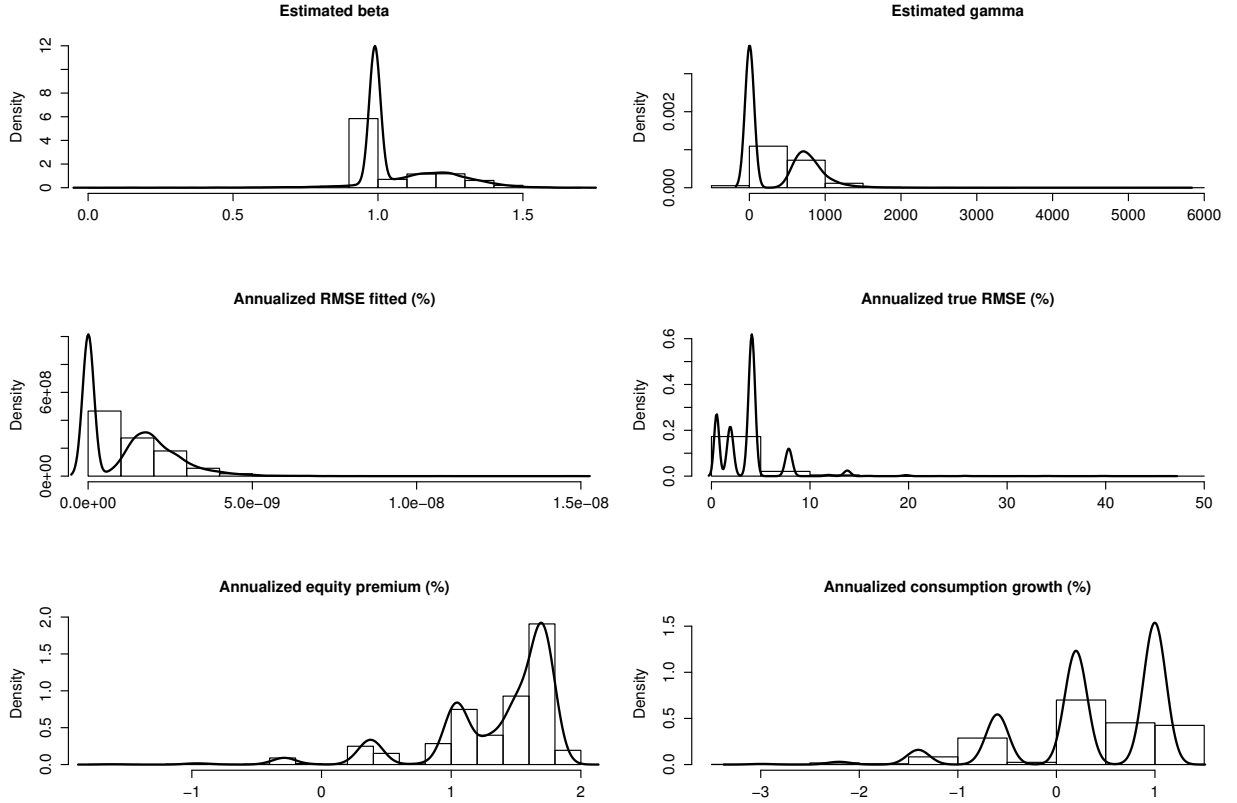 Estimated beta
Density
0 2 4 6 8 12
0.0 0.5 1.0 1.5
Estimated gamma
Density
0.000 0.002
0 1000 2000 3000 4000 5000 6000
Annualized RMSE fitted (%)
Density
0e+00 6e+08
0.0e+00 5.0e−09 1.0e−08 1.5e−08
Annualized true RMSE (%)
Density
0.0 0.2 0.4 0.6
0 10 20 30 40 50
Annualized equity premium (%)
Density
0.0 0.5 1.0 1.5 2.0
−1 0 1 2
Annualized consumption growth (%)
Density
0.0 0.5 1.0 1.5
−3 −2 −1 0 1